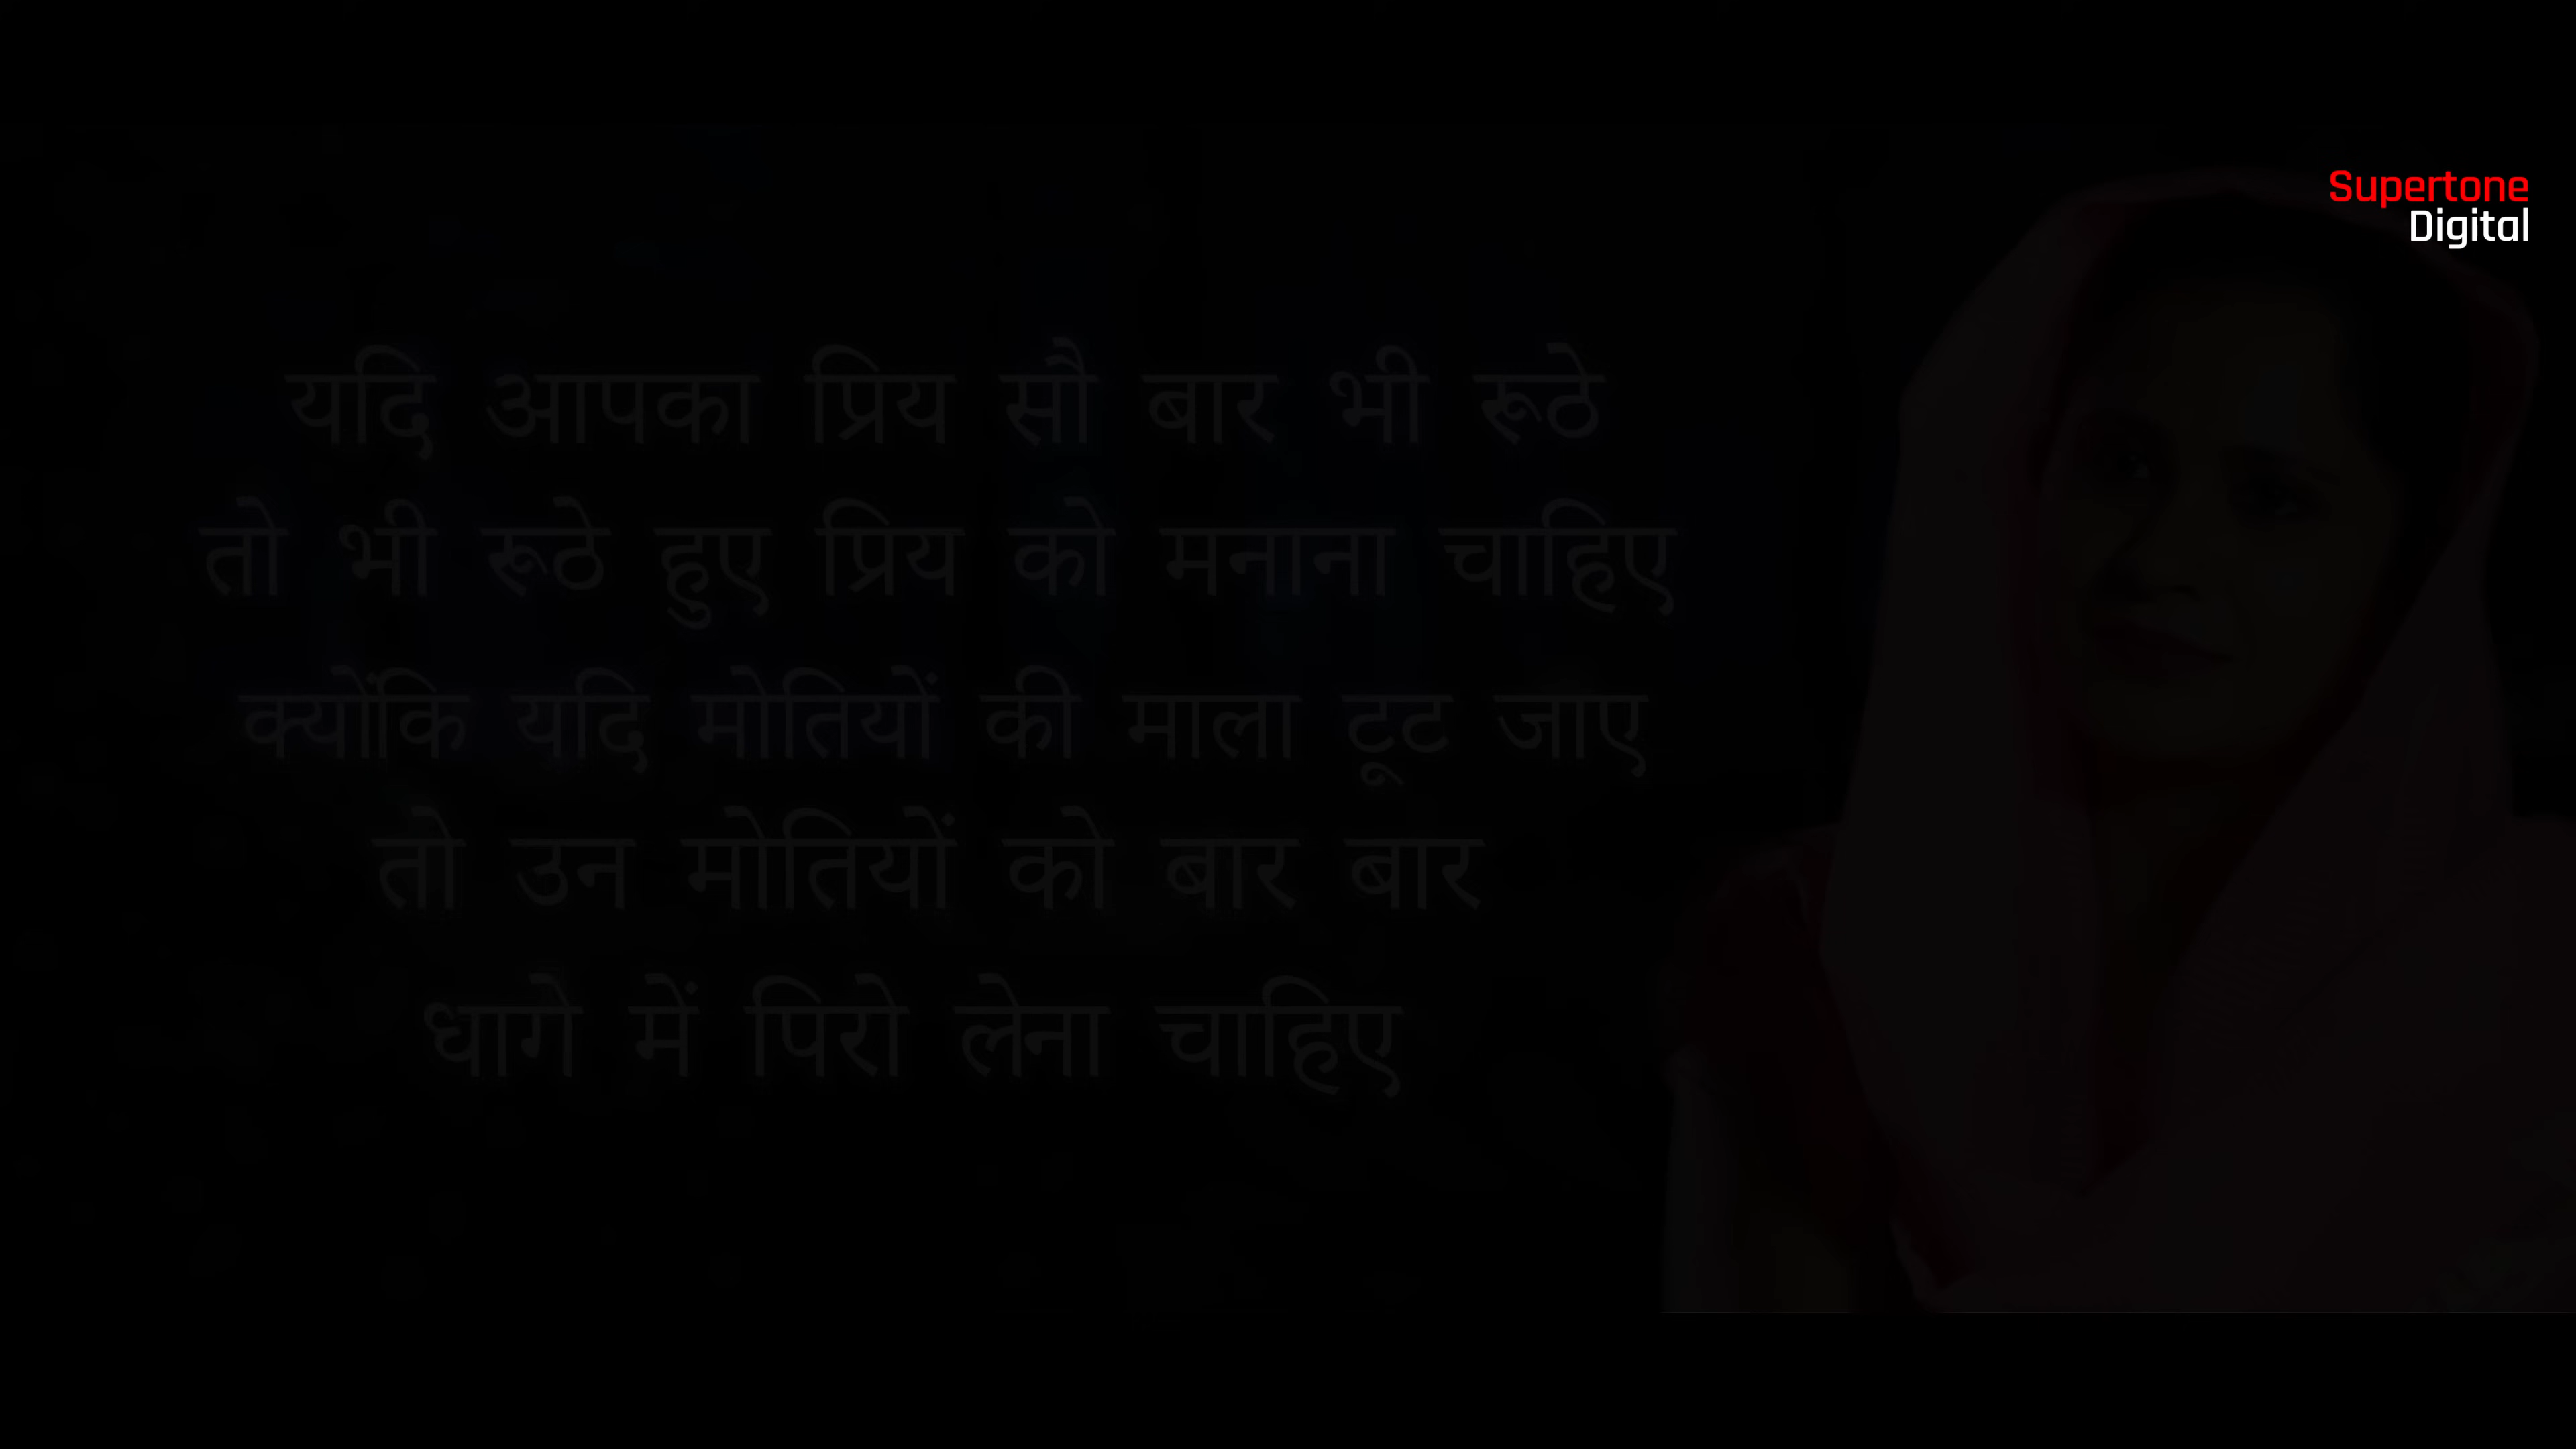 Supertone
Digital
यदि आपका प्रिय सौ बार भी रूठे
तो भी रूठे हुए प्रिय को मनाना चाहिए
क्योंकि यदि मोतियों की माला टूट जाए
तो उन मोतियों को बार बार
धागे में पिरो लेना चाहिए